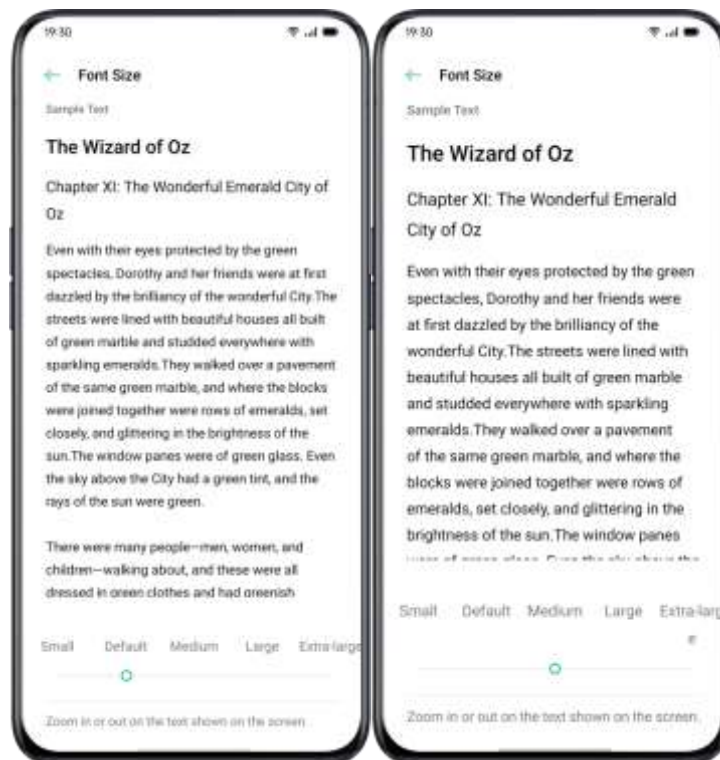 19:30
Font Size
Sample Text
The Wizard of Oz
Chapter XI: The Wonderful Emerald City of
Oz
Even with their eyes protected by the green
spectacles, Dorothy and her friends were at first
dazzled by the brilliancy of the wonderful City.The
streets were lined with beautiful houses all built
of green marble and studded everywhere with
sparkling emeralds.They walked over a pavement
of the same green marble, and where the blocks
were joined together were rows of emeralds, set
closely, and glittering in the brightness of the
sun.The window panes were of green glass. Even
the sky above the City had a green tint, and the
rays of the sun were green.
There were many people—men, women, and
children—walking about, and these were all
dressed in green clothes and had greenish
Small Default Medium Large Extra-large
Zoom in or out on the text shown on the screen.
19:30
Font Size
Sample Text
The Wizard of Oz
Chapter XI: The Wonderful Emerald
City of Oz
Even with their eyes protected by the green
spectacles, Dorothy and her friends were
at first dazzled by the brilliancy of the
wonderful City.The streets were lined with
beautiful houses all built of green marble
and studded everywhere with sparkling
emeralds.They walked over a pavement
of the same green marble, and where the
blocks were joined together were rows of
emeralds, set closely, and glittering in the
brightness of the sun.The window panes
were of green glass. Even the sky above the
Small Default Medium Large Extra-larg
e
Zoom in or out on the text shown on the screen.